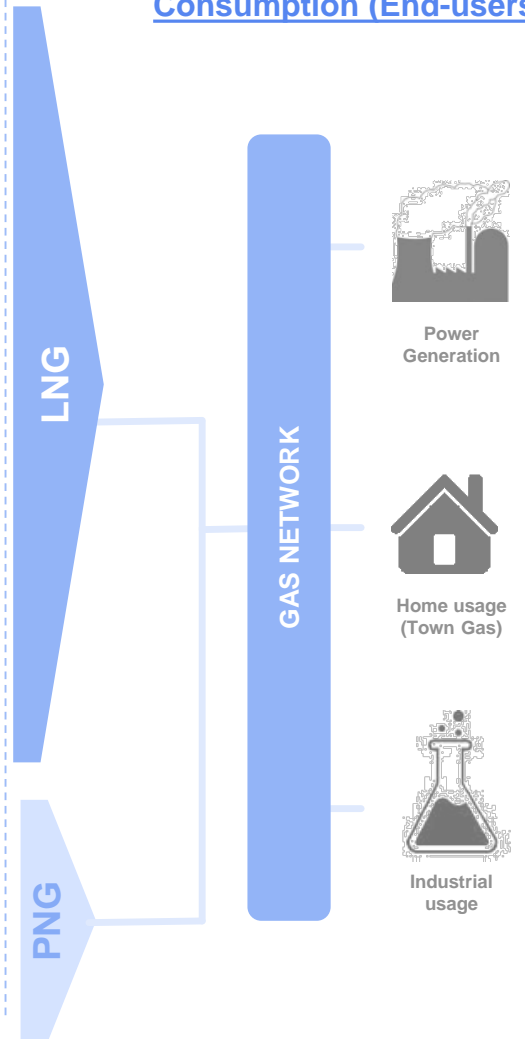 Consumption (End-users
LNG
GAS NETWORK
Power
Generation
Home usage
(Town Gas)
Industrial
usage
PNG